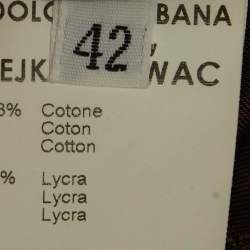 DOLC BANA
42
EJK WAC
8% Cotone
Coton
Cotton
% Lycra
Lycra
Lycra